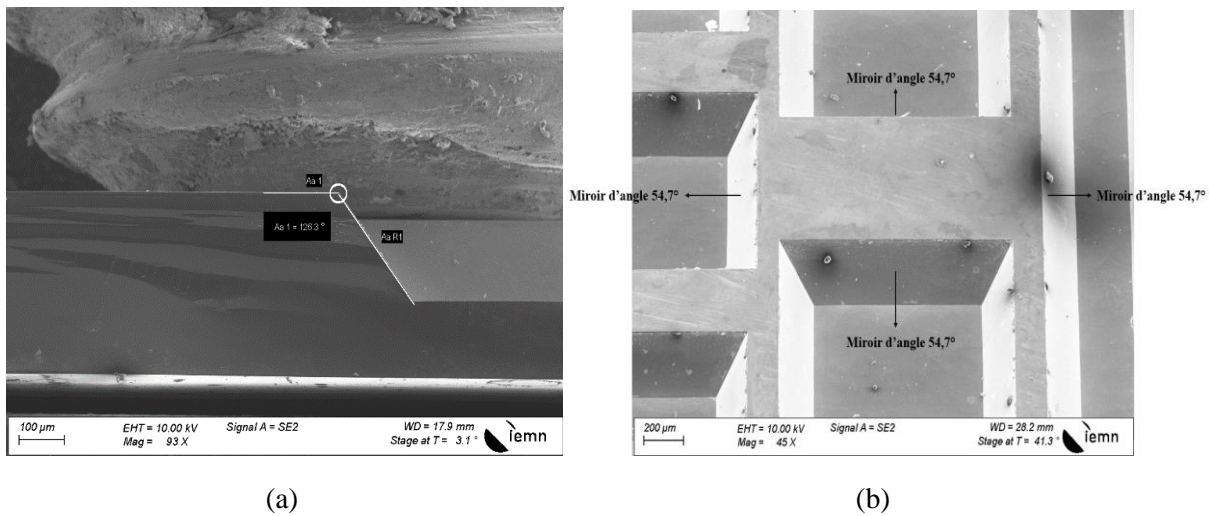 Aa 1
Aa 1 = 126.3 °
Aa R1
100 µm
EHT = 10.00 kV
Signal A = SE2
WD = 17.9 mm
Mag = 93 X
Stage at T = 3.1 °
iemn
Miroir d'angle 54,7°
Miroir d'angle 54,7°
Miroir d'angle 54,7°
Miroir d'angle 54,7°
200 µm
EHT = 10.00 kV
Signal A = SE2
WD = 28.2 mm
Mag = 45 X
Stage at T = 41.3 °
iemn
(a)
(b)